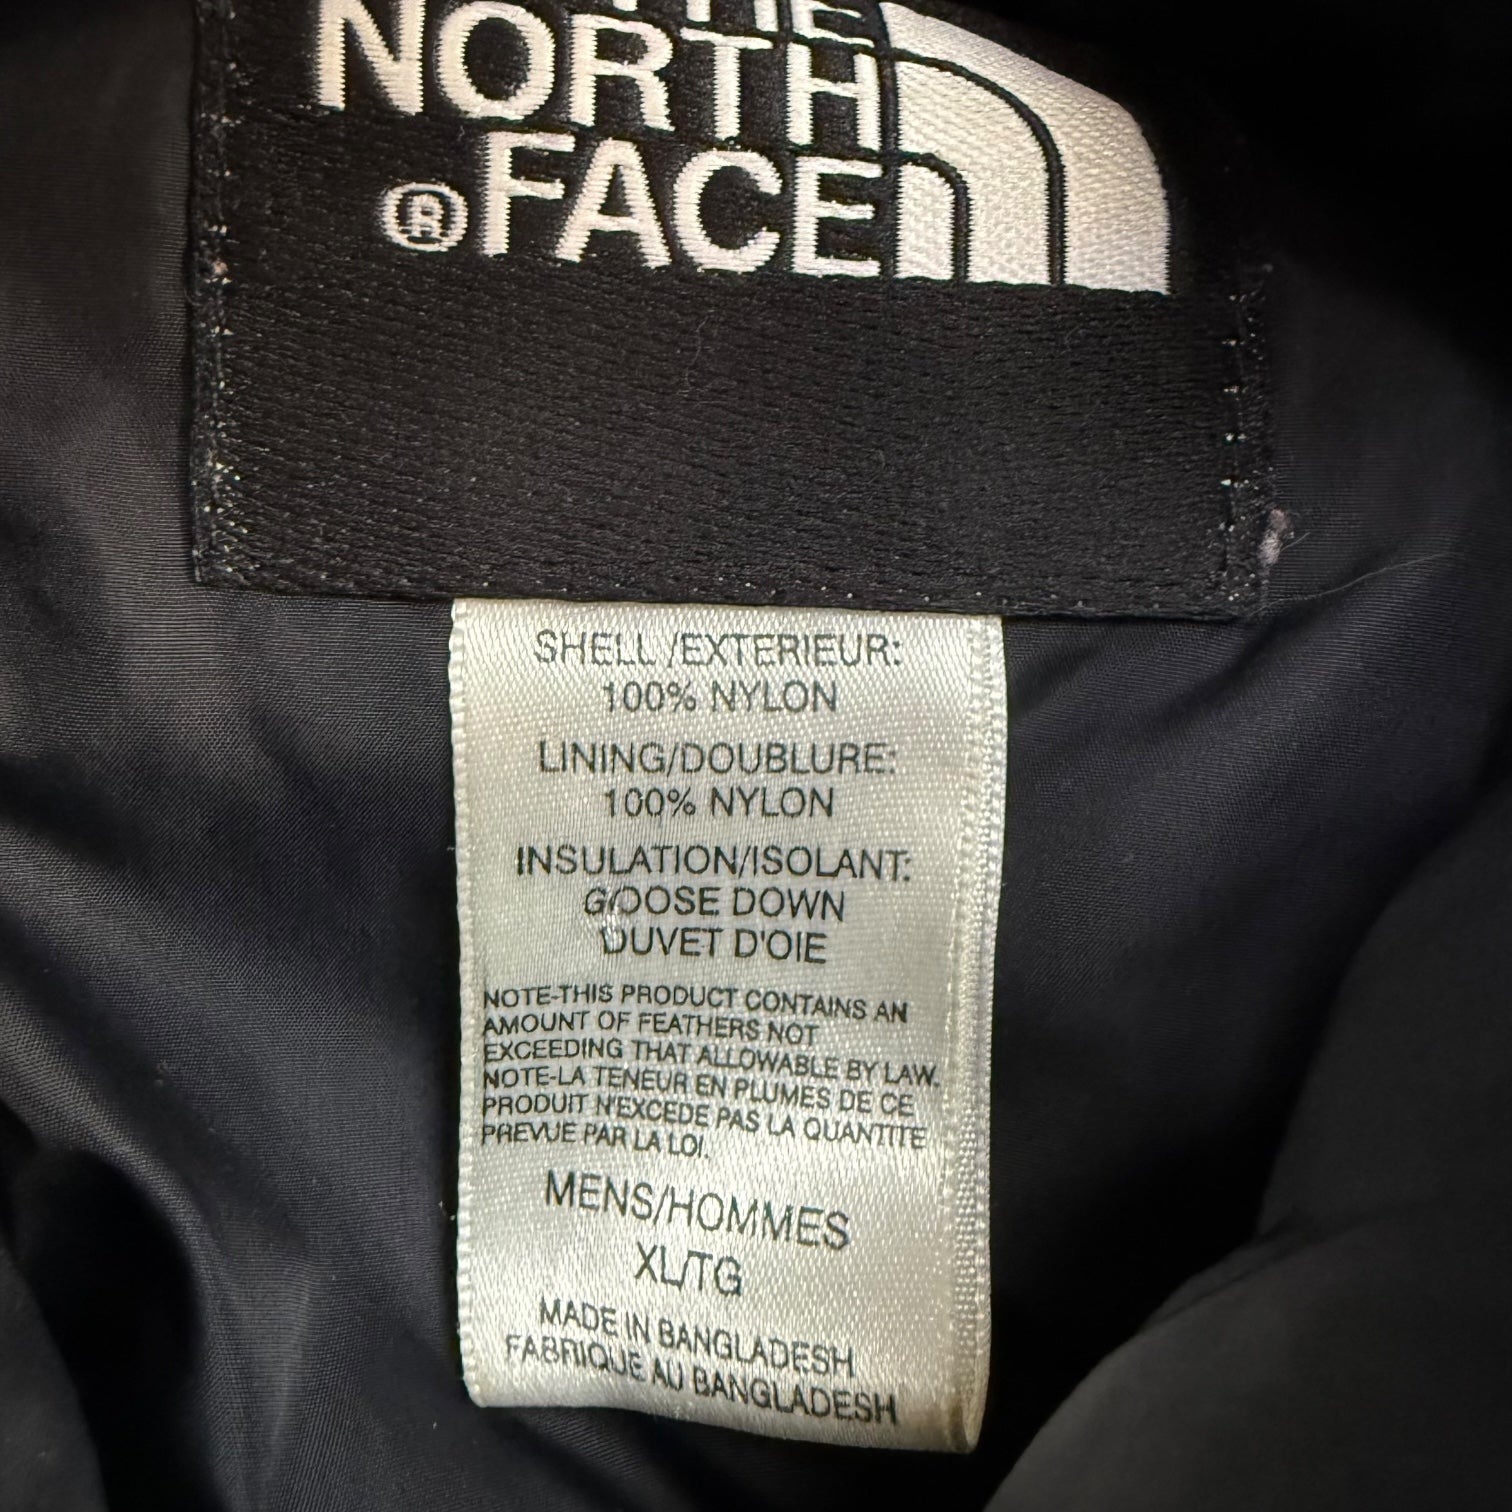 THE
NORTH
® FACE
SHELL/EXTERIEUR:
100% NYLON
LINING/DOUBLURE:
100% NYLON
INSULATION/ISOLANT:
GOOSE DOWN
DUVET D'OIE
NOTE-THIS PRODUCT CONTAINS AN
AMOUNT OF FEATHERS NOT
EXCEEDING THAT ALLOWABLE BY LAW.
NOTE-LA TENEUR EN PLUMES DE CE
PRODUIT N'EXCEDE PAS LA QUANTITE
PREVUE PAR LA LOI.
MENS/HOMMES
XL/TG
MADE IN BANGLADESH
FABRIQUE AU BANGLADESH